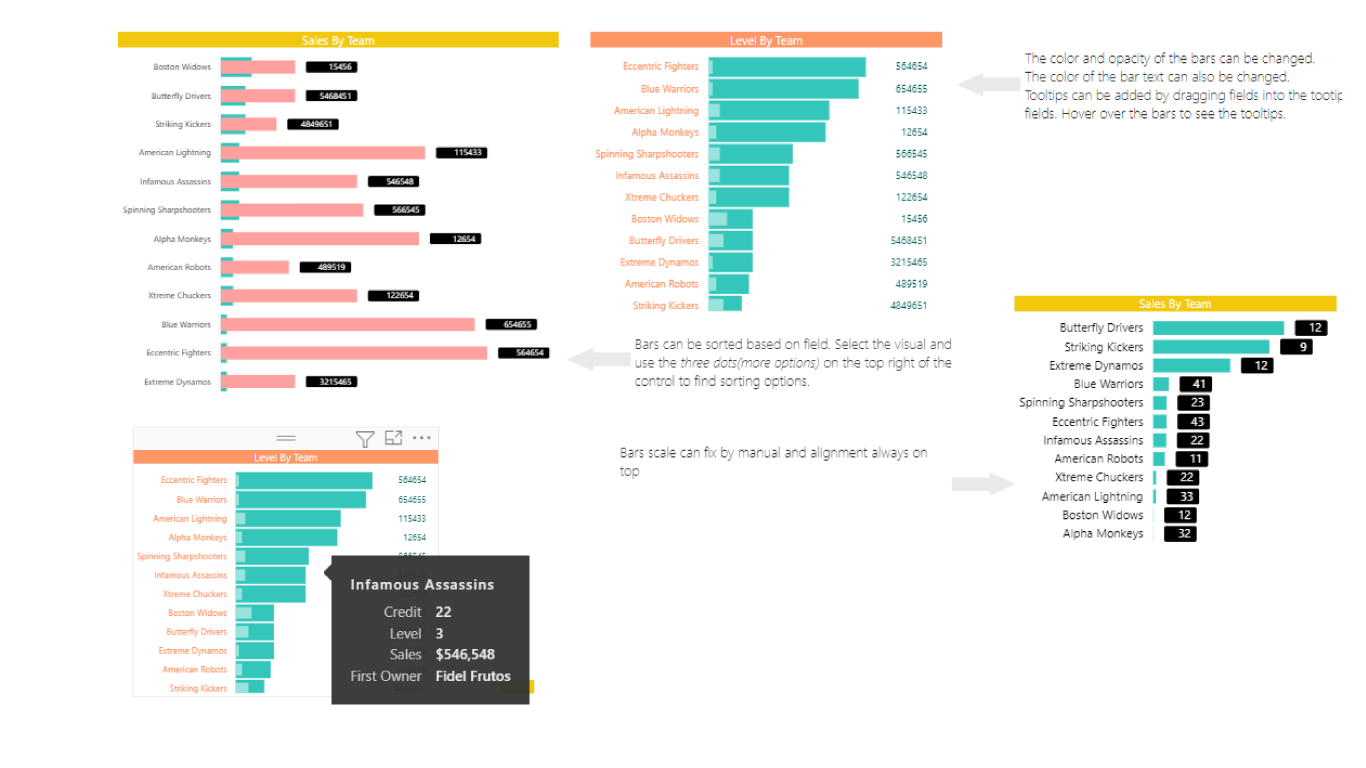 Sales By Team
Boston Widows 15456
Butterfly Drivers 5468451
Striking Kickers 4849651
American Lightning 115433
Infamous Assassins 546548
Spinning Sharpshooters 566545
Alpha Monkeys 12654
American Robots 489519
Xtreme Chuckers 122654
Blue Warriors 654655
Eccentric Fighters 564654
Extreme Dynamos 3215465
Level By Team
Eccentric Fighters 564654
Blue Warriors 654655
American Lightning 115433
Alpha Monkeys 12654
Spinning Sharpshooters 566545
Infamous Assassins 546548
Xtreme Chuckers 122654
Boston Widows 15456
Butterfly Drivers 5468451
Extreme Dynamos 3215465
American Robots 489519
Striking Kickers 4849651
The color and opacity of the bars can be changed.
The color of the bar text can also be changed.
Tooltips can be added by dragging fields into the tootip
fields. Hover over the bars to see the tooltips.
Bars can be sorted based on field. Select the visual and
use the three dots(more options) on the top right of the
control to find sorting options.
Sales By Team
Butterfly Drivers 12
Striking Kickers 9
Extreme Dynamos 12
Blue Warriors 41
Spinning Sharpshooters 23
Eccentric Fighters 43
Infamous Assassins 22
American Robots 11
Xtreme Chuckers 22
American Lightning 33
Boston Widows 12
Alpha Monkeys 32
Bars scale can fix by manual and alignment always on
top
Level By Team
Eccentric Fighters 564654
Blue Warriors 654655
American Lightning 115433
Alpha Monkeys 12654
Spinning Sharpshooters
Infamous Assassins
Xtreme Chuckers
Boston Widows
Butterfly Drivers
Extreme Dynamos
American Robots
Striking Kickers
Infamous Assassins
Credit 22
Level 3
Sales $546,548
First Owner Fidel Frutos